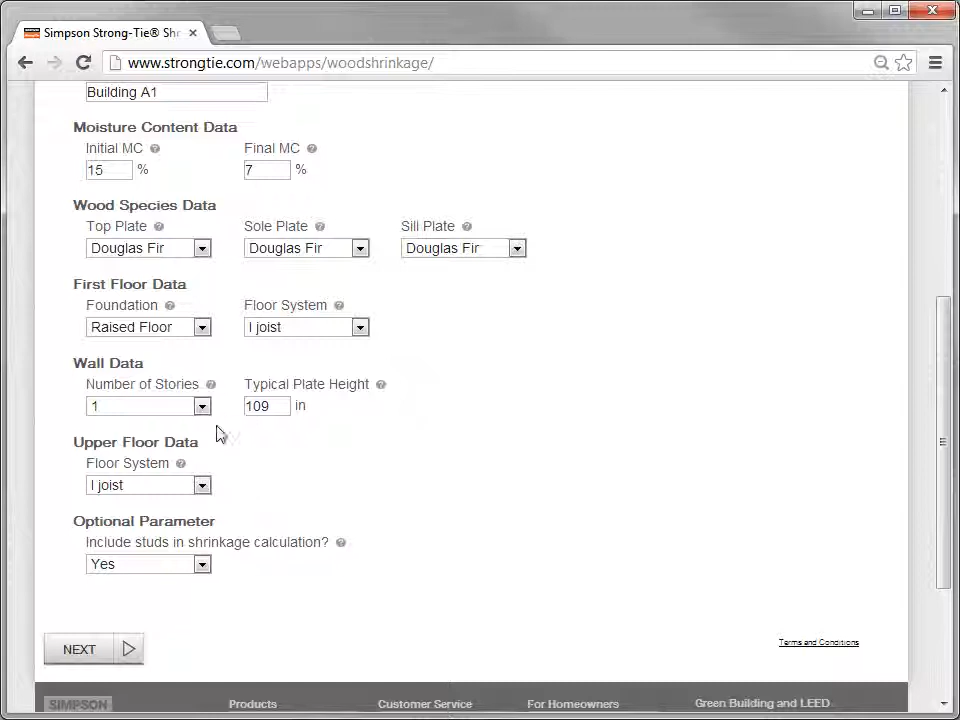 Simpson Strong-Tie® Shr
www.strongtie.com/webapps/woodshrinkage/
Building A1
Moisture Content Data
Initial MC ? Final MC ?
15 % 7 %
Wood Species Data
Top Plate ? Sole Plate ? Sill Plate ?
Douglas Fir Douglas Fir Douglas Fir
First Floor Data
Foundation ? Floor System ?
Raised Floor I joist
Wall Data
Number of Stories ? Typical Plate Height ?
1 109 in
Upper Floor Data
Floor System ?
I joist
Optional Parameter
Include studs in shrinkage calculation? ?
Yes
NEXT
Terms and Conditions
SIMPSON Products Customer Service For Homeowners Green Building and LEED